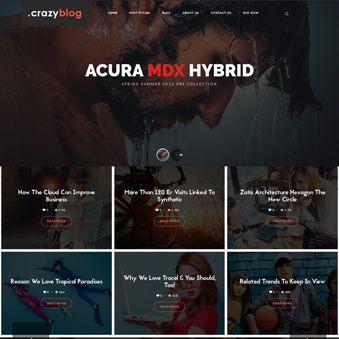 .crazyblog
HOME POST STYLES BLOG ABOUT US CONTACT US BUY NOW
ACURA MDX HYBRID
SPRING SUMMER 2016 PRE COLLECTION
How The Cloud Can Improve
Business
READ MORE
More Than 120 Er Visits Linked To
Synthetic
READ MORE
Zata Architecture Hexagon The
New Circle
READ MORE
Reason We Love Tropical Paradises
READ MORE
Why We Love Tracel & You Should,
Too!
READ MORE
Related Trends To Keep In View
READ MORE